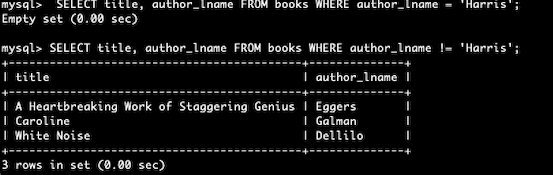 mysql>  SELECT title, author_lname FROM books WHERE author_lname = 'Harris';
Empty set (0.00 sec)
mysql> SELECT title, author_lname FROM books WHERE author_lname != 'Harris';
+----------------------------------------+--------------+
| title                                  | author_lname |
+----------------------------------------+--------------+
| A Heartbreaking Work of Staggering Genius | Eggers       |
| Caroline                               | Galman       |
| White Noise                            | Dellilo      |
+----------------------------------------+--------------+
3 rows in set (0.00 sec)